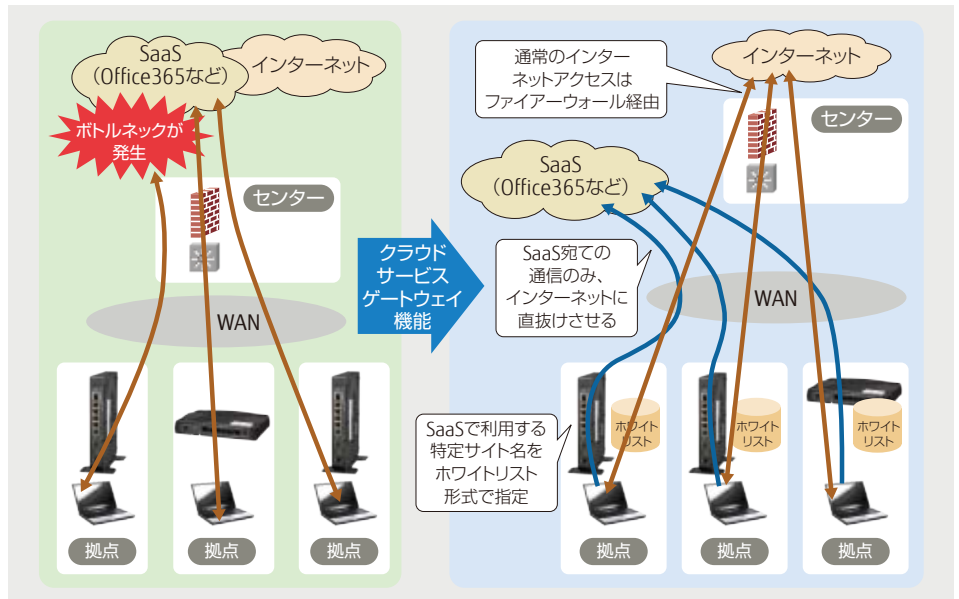 SaaS
（Office365など）
インターネット
ボトルネックが
発生
センター
WAN
拠点
拠点
拠点
クラウド
サービス
ゲートウェイ
機能
通常のインター
ネットアクセスは
ファイアーウォール経由
インターネット
センター
SaaS
（Office365など）
SaaS宛ての
通信のみ、
インターネットに
直抜けさせる
WAN
SaaSで利用する
特定サイト名を
ホワイトリスト
形式で指定
ホワイト
リスト
ホワイト
リスト
ホワイト
リスト
拠点
拠点
拠点